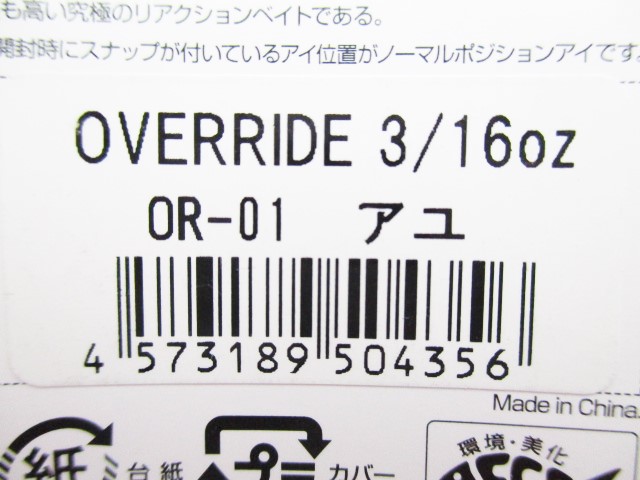 も高い究極のリアクションベイトである。
開封時にスナップが付いているアイ位置がノーマルポジションアイです。
OVERRIDE 3/16oz
OR-01 アユ
4 573189 504356
Made in China.
紙 台紙
プラ カバー
環境・美化